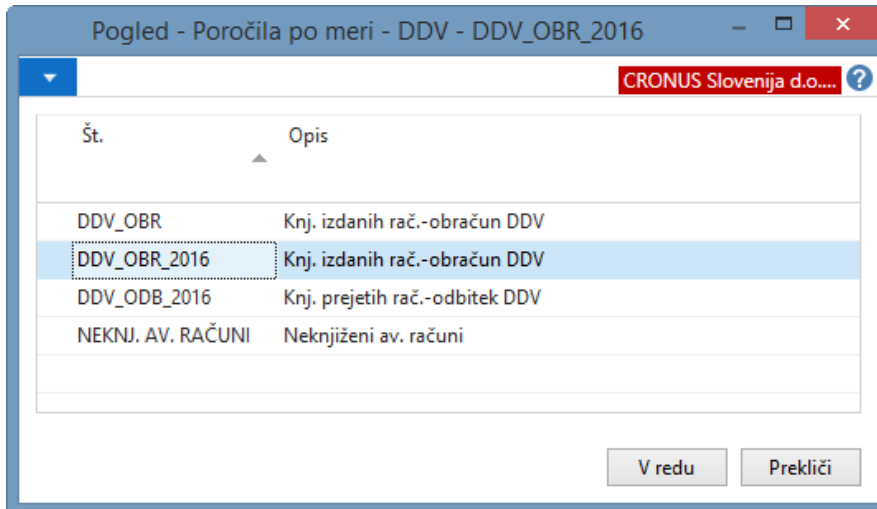 Pogled - Poročila po meri - DDV - DDV_OBR_2016
CRONUS Slovenija d.o.... ?
Št. Opis
DDV_OBR Knj. izdanih rač.-obračun DDV
DDV_OBR_2016 Knj. izdanih rač.-obračun DDV
DDV_ODB_2016 Knj. prejetih rač.-odbitek DDV
NEKNJ. AV. RAČUNI Neknjiženi av. računi
V redu Prekliči